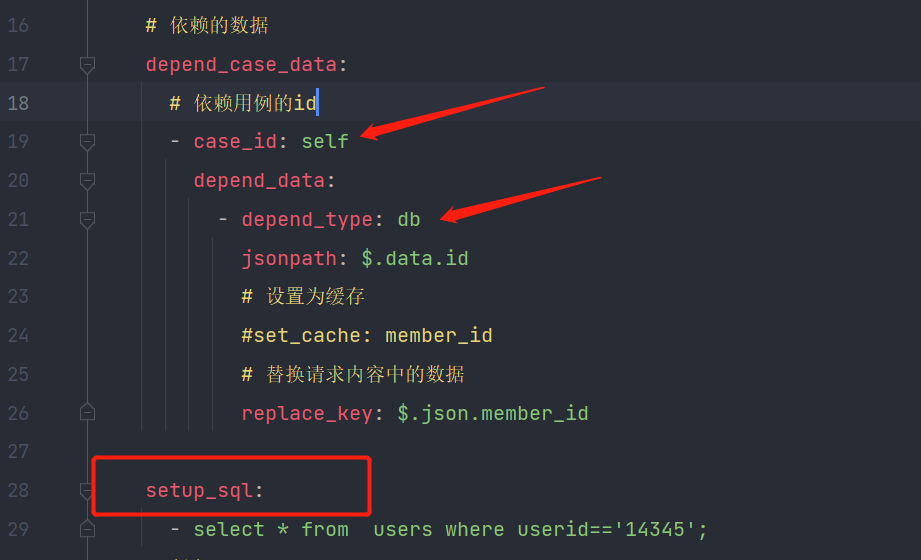 16 # 依赖的数据
17 depend_case_data:
18 # 依赖用例的id
19 - case_id: self
20 depend_data:
21 - depend_type: db
22 jsonpath: $.data.id
23 # 设置为缓存
24 #set_cache: member_id
25 # 替换请求内容中的数据
26 replace_key: $.json.member_id
27
28 setup_sql:
29 - select * from  users where userid=='14345';